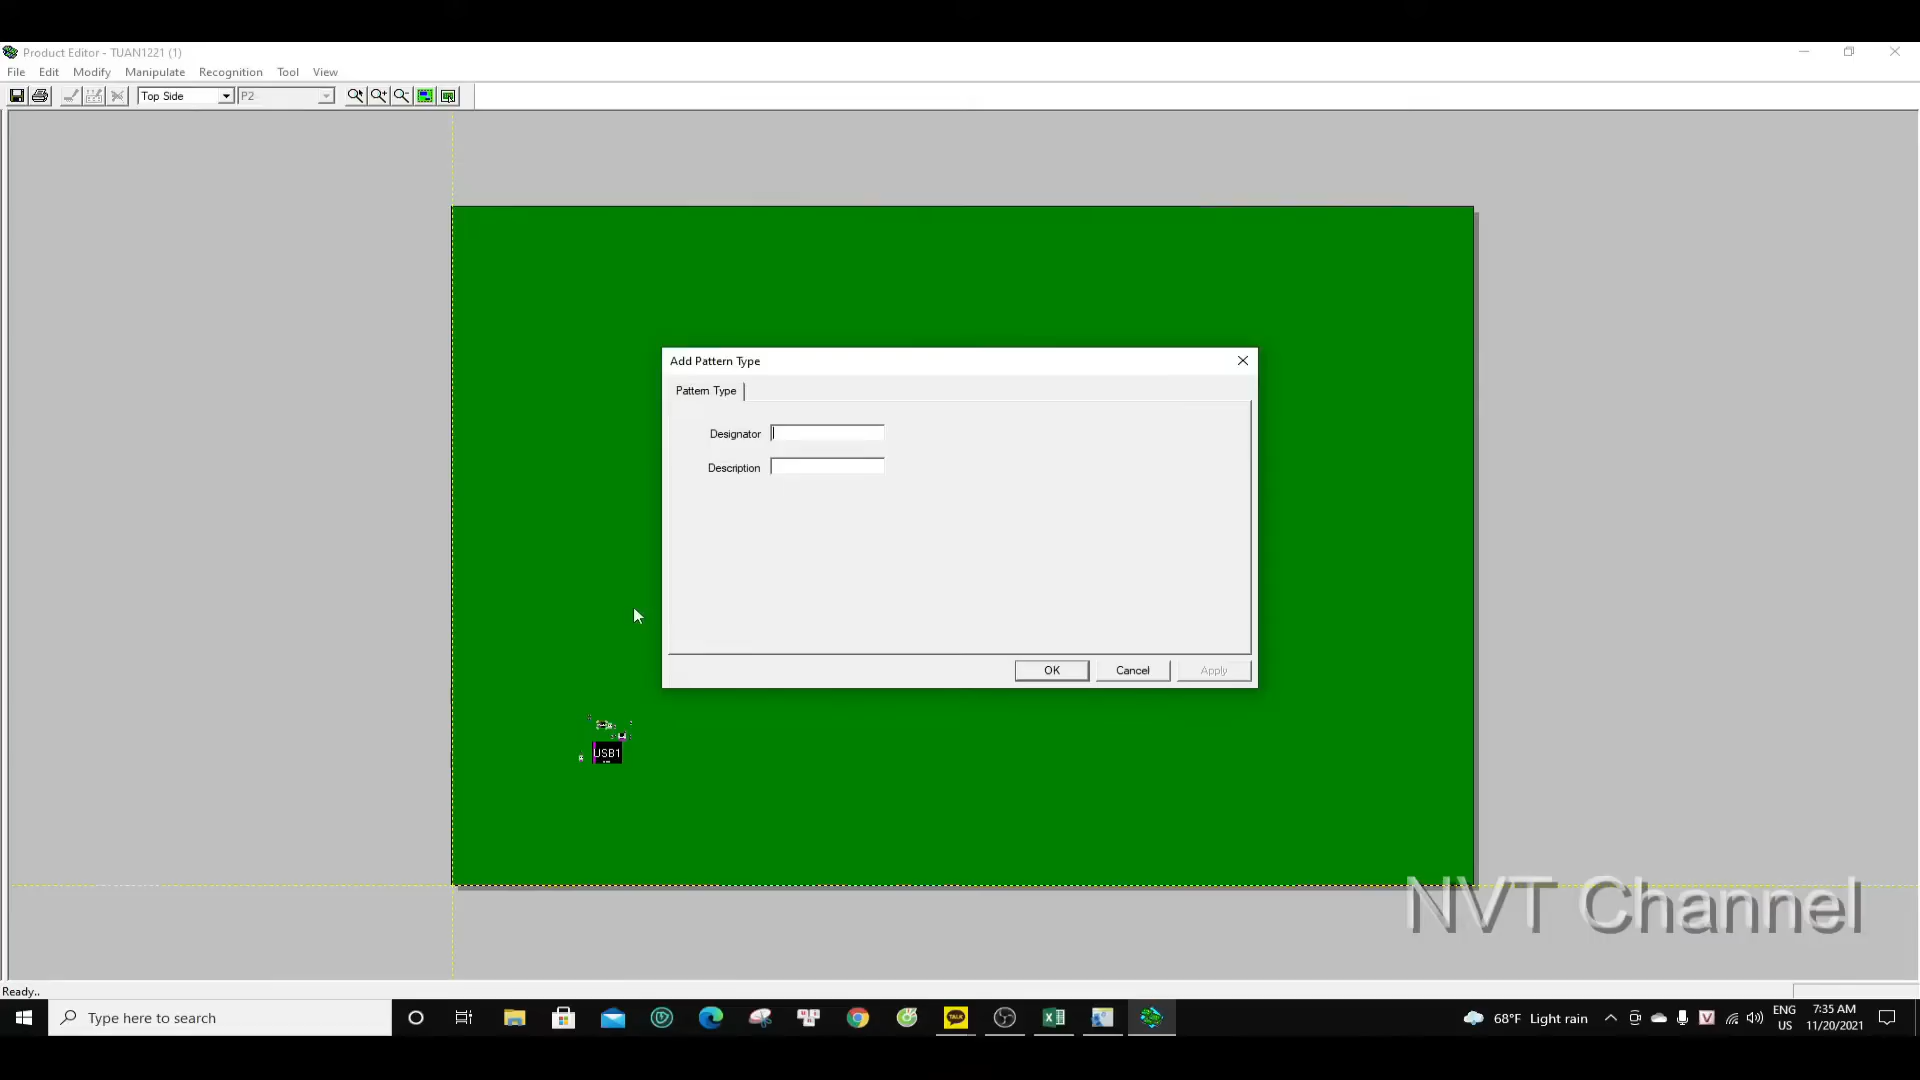 Product Editor - TUAN1221 (1)
File Edit Modify Manipulate Recognition Tool View
Top Side P2-
Add Pattern Type
Pattern Type
Designator
Description
OK Cancel Apply
USB1
NVT Channel
Ready..
Type here to search
TALK
V
68°F Light rain
ENG
US
7:35 AM
11/20/2021